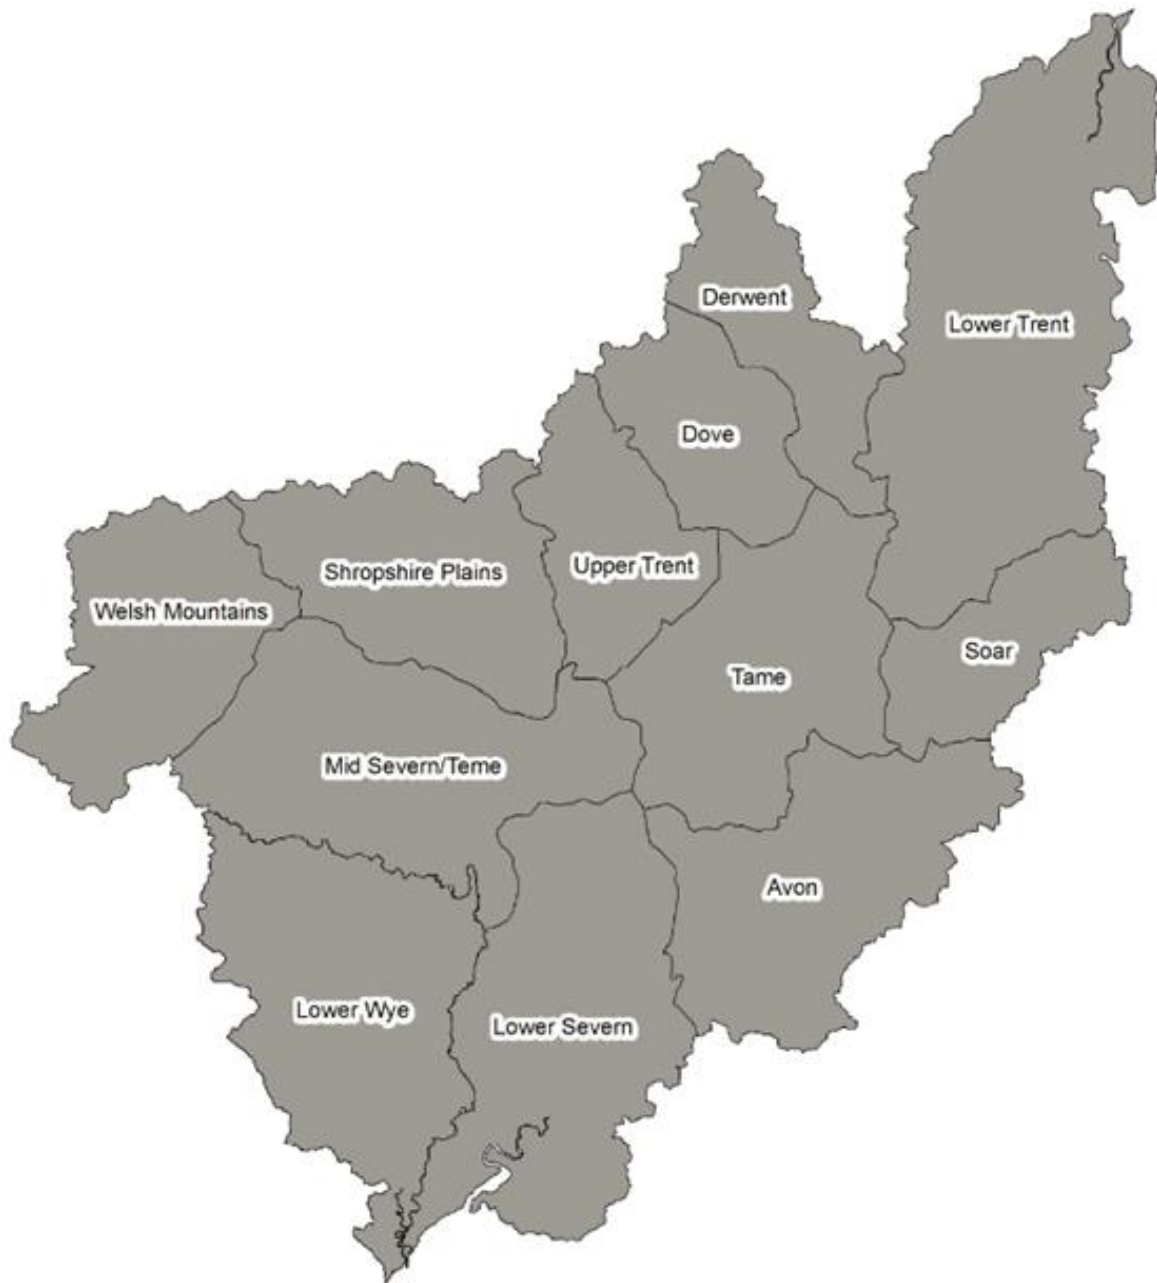 Derwent
Lower Trent
Dove
Shropshire Plains
Upper Trent
Welsh Mountains
Soar
Tame
Mid Severn/Teme
Avon
Lower Wye
Lower Severn